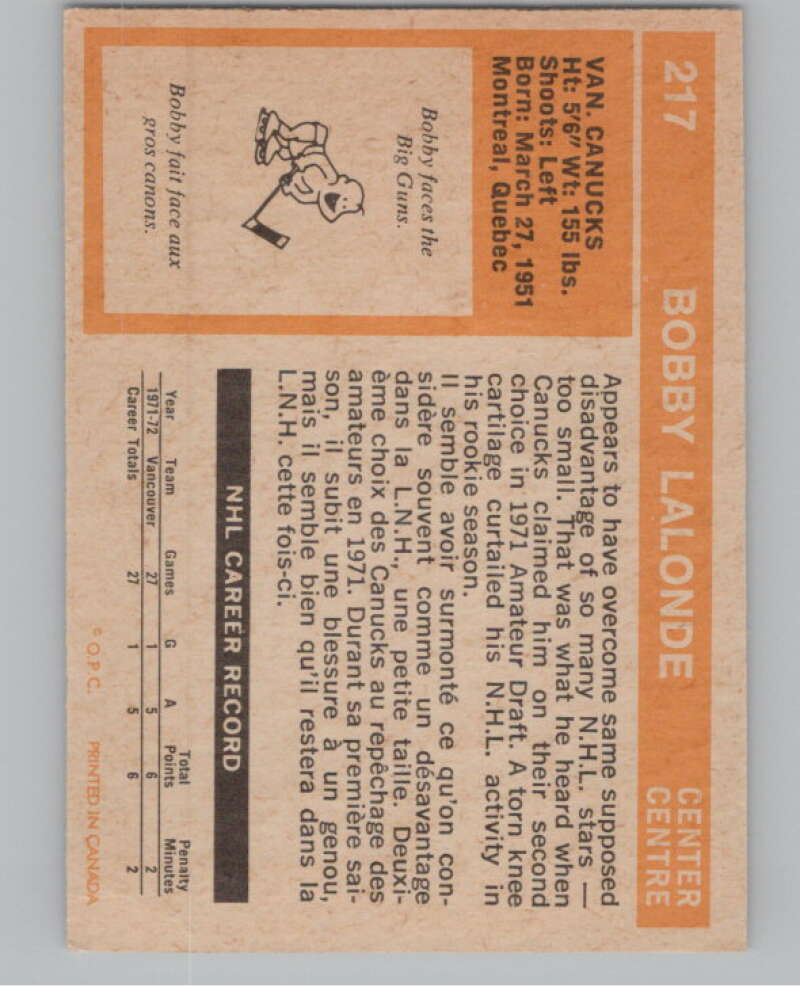 217 BOBBY LALONDE CENTER
CENTRE
VAN. CANUCKS
Ht: 5'6" Wt: 155 lbs.
Shoots: Left
Born: March 27, 1951
Montreal, Quebec
Bobby faces the
Big Guns.
Bobby fait face aux
gros canons.
Appears to have overcome same supposed
disadvantage of so many N.H.L. stars —
too small. That was what he heard when
Canucks claimed him on their second
choice in 1971 Amateur Draft. A torn knee
cartilage curtailed his N.H.L. activity in
his rookie season.
Il semble avoir surmonté ce qu'on con-
sidère souvent comme un désavantage
dans la L.N.H., une petite taille. Deuxi-
ème choix des Canucks au repêchage des
amateurs en 1971. Durant sa première sai-
son, il subit une blessure à un genou,
mais il semble bien qu'il restera dans la
L.N.H. cette fois-ci.
NHL CAREER RECORD
Year Team Games G A Total Points Penalty Minutes
1971-72 Vancouver 27 1 5 6 2
Career Totals 27 1 5 6 2
© O.P.C. PRINTED IN CANADA